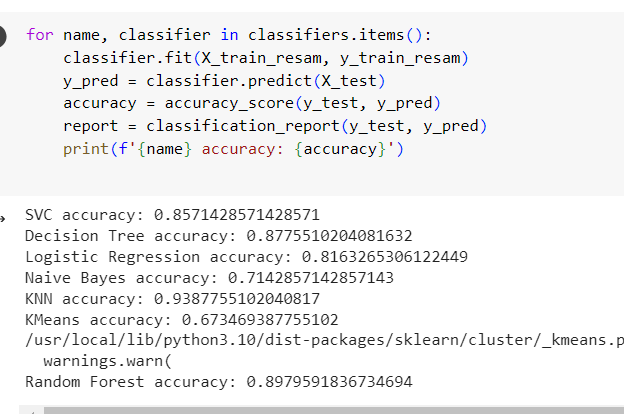 for name, classifier in classifiers.items():
    classifier.fit(X_train_resam, y_train_resam)
    y_pred = classifier.predict(X_test)
    accuracy = accuracy_score(y_test, y_pred)
    report = classification_report(y_test, y_pred)
    print(f'{name} accuracy: {accuracy}')
SVC accuracy: 0.8571428571428571
Decision Tree accuracy: 0.8775510204081632
Logistic Regression accuracy: 0.8163265306122449
Naive Bayes accuracy: 0.7142857142857143
KNN accuracy: 0.9387755102040817
KMeans accuracy: 0.673469387755102
/usr/local/lib/python3.10/dist-packages/sklearn/cluster/_kmeans.p
  warnings.warn(
Random Forest accuracy: 0.8979591836734694